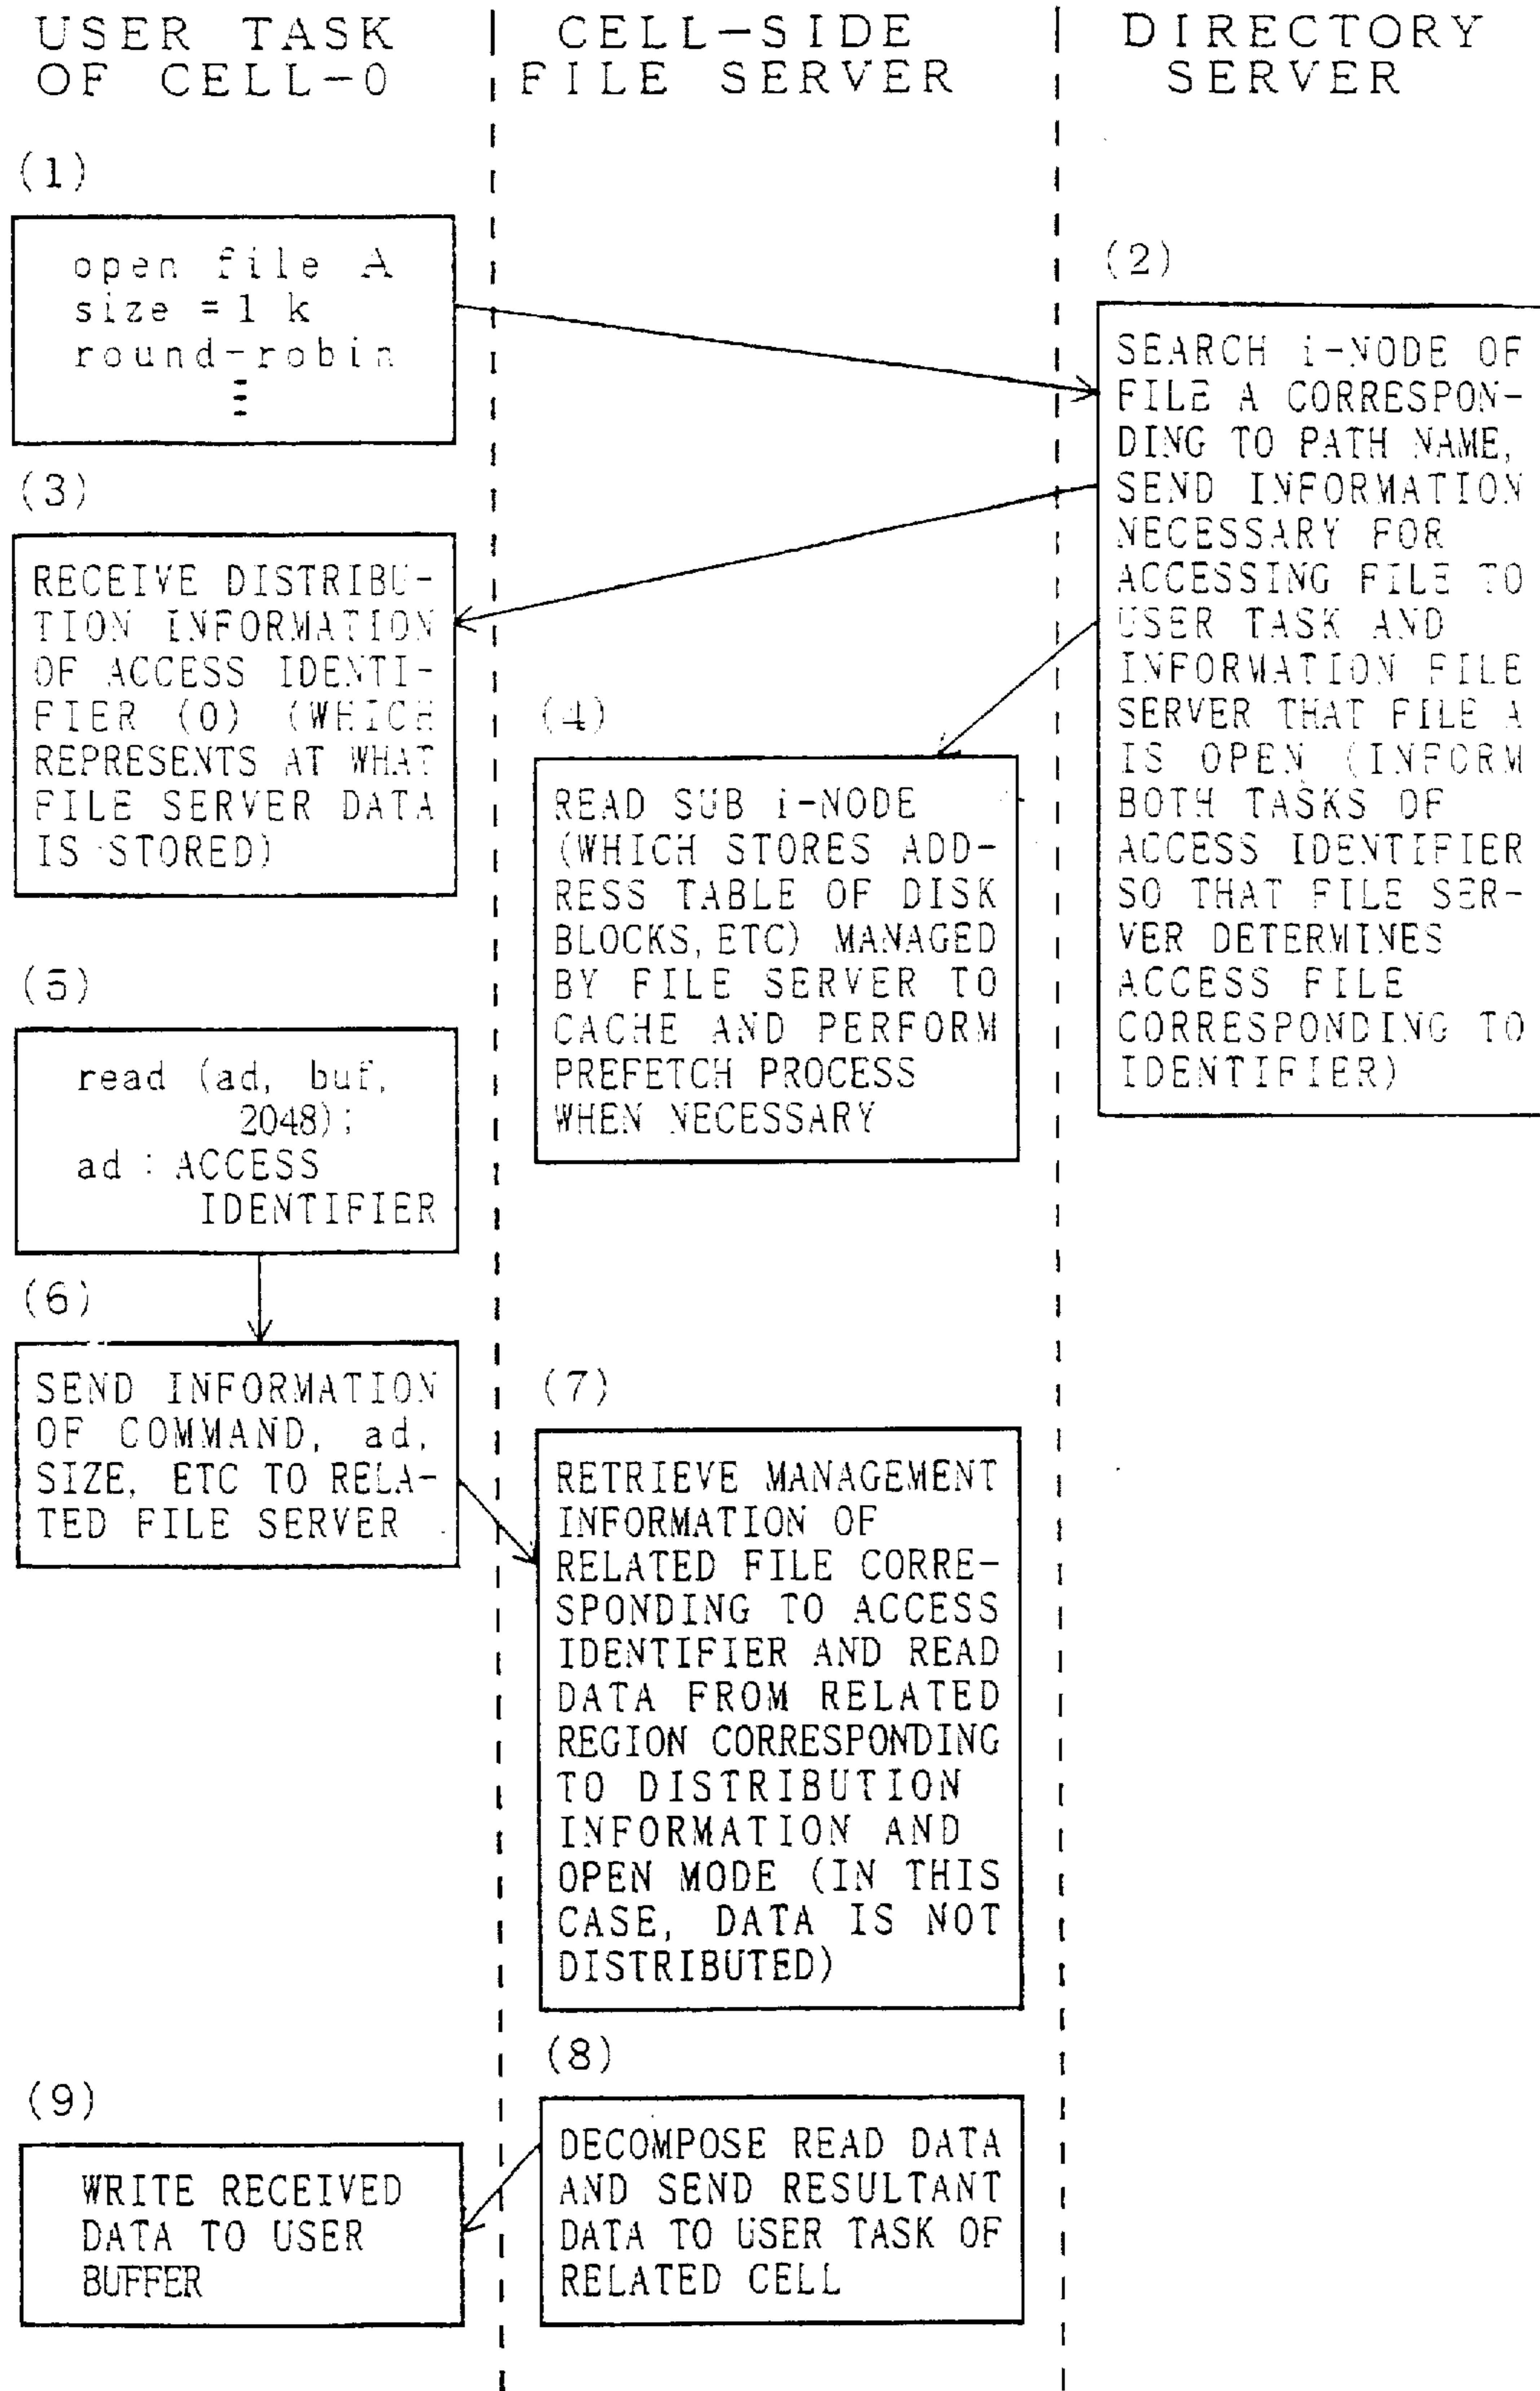 USER TASK
OF CELL-0
CELL-SIDE
FILE SERVER
DIRECTORY
SERVER
(1)
open file A
size = 1 k
round-robin
(2)
SEARCH i-NODE OF
FILE A CORRESPON-
DING TO PATH NAME,
SEND INFORMATION
NECESSARY FOR
ACCESSING FILE TO
USER TASK AND
INFORMATION FILE
SERVER THAT FILE A
IS OPEN (INFORM
BOTH TASKS OF
ACCESS IDENTIFIER
SO THAT FILE SER-
VER DETERMINES
ACCESS FILE
CORRESPONDING TO
IDENTIFIER)
(3)
RECEIVE DISTRIBU-
TION INFORMATION
OF ACCESS IDENTI-
FIER (0) (WHICH
REPRESENTS AT WHAT
FILE SERVER DATA
IS STORED)
(4)
READ SUB i-NODE
(WHICH STORES ADD-
RESS TABLE OF DISK
BLOCKS, ETC) MANAGED
BY FILE SERVER TO
CACHE AND PERFORM
PREFETCH PROCESS
WHEN NECESSARY
(5)
read (ad, buf,
2048);
ad : ACCESS
IDENTIFIER
(6)
SEND INFORMATION
OF COMMAND, ad,
SIZE, ETC TO RELA-
TED FILE SERVER
(7)
RETRIEVE MANAGEMENT
INFORMATION OF
RELATED FILE CORRE-
SPONDING TO ACCESS
IDENTIFIER AND READ
DATA FROM RELATED
REGION CORRESPONDING
TO DISTRIBUTION
INFORMATION AND
OPEN MODE (IN THIS
CASE, DATA IS NOT
DISTRIBUTED)
(8)
DECOMPOSE READ DATA
AND SEND RESULTANT
DATA TO USER TASK OF
RELATED CELL
(9)
WRITE RECEIVED
DATA TO USER
BUFFER